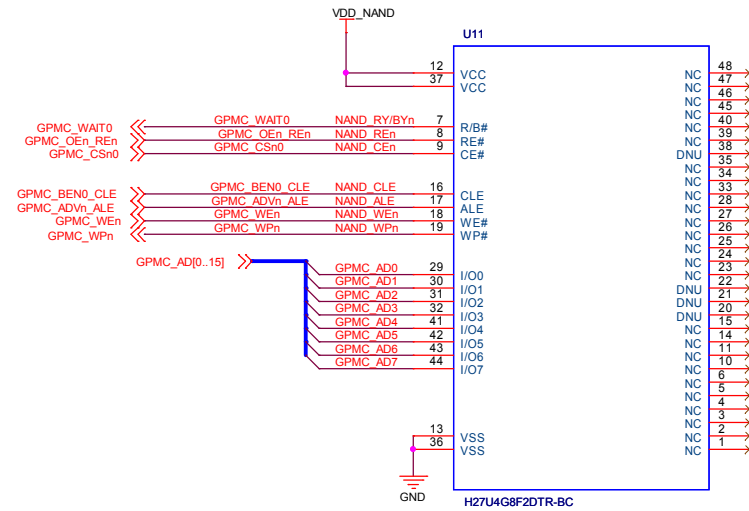 VDD_NAND
U11
12 VCC NC 48
37 VCC NC 47
NC 46
NC 45
GPMC_WAIT0 GPMC_WAIT0 NAND_RY/BYn 7 R/B# NC 40
GPMC_OEn_REn GPMC_OEn_REn NAND_REn 8 RE# NC 39
GPMC_CSn0 GPMC_CSn0 NAND_CEn 9 CE# DNU 38
NC 35
NC 34
GPMC_BEN0_CLE GPMC_BEN0_CLE NAND_CLE 16 CLE NC 33
GPMC_ADVn_ALE GPMC_ADVn_ALE NAND_ALE 17 ALE NC 28
GPMC_WEn GPMC_WEn NAND_WEn 18 WE# NC 27
GPMC_WPn GPMC_WPn NAND_WPn 19 WP# NC 26
NC 25
GPMC_AD[0..15] NC 24
GPMC_AD0 29 I/O0 NC 23
GPMC_AD1 30 I/O1 DNU 22
GPMC_AD2 31 I/O2 DNU 21
GPMC_AD3 32 I/O3 DNU 20
GPMC_AD4 41 I/O4 NC 15
GPMC_AD5 42 I/O5 NC 14
GPMC_AD6 43 I/O6 NC 11
GPMC_AD7 44 I/O7 NC 10
NC 6
NC 5
NC 4
NC 3
13 VSS NC 2
36 VSS NC 1
GND
H27U4G8F2DTR-BC